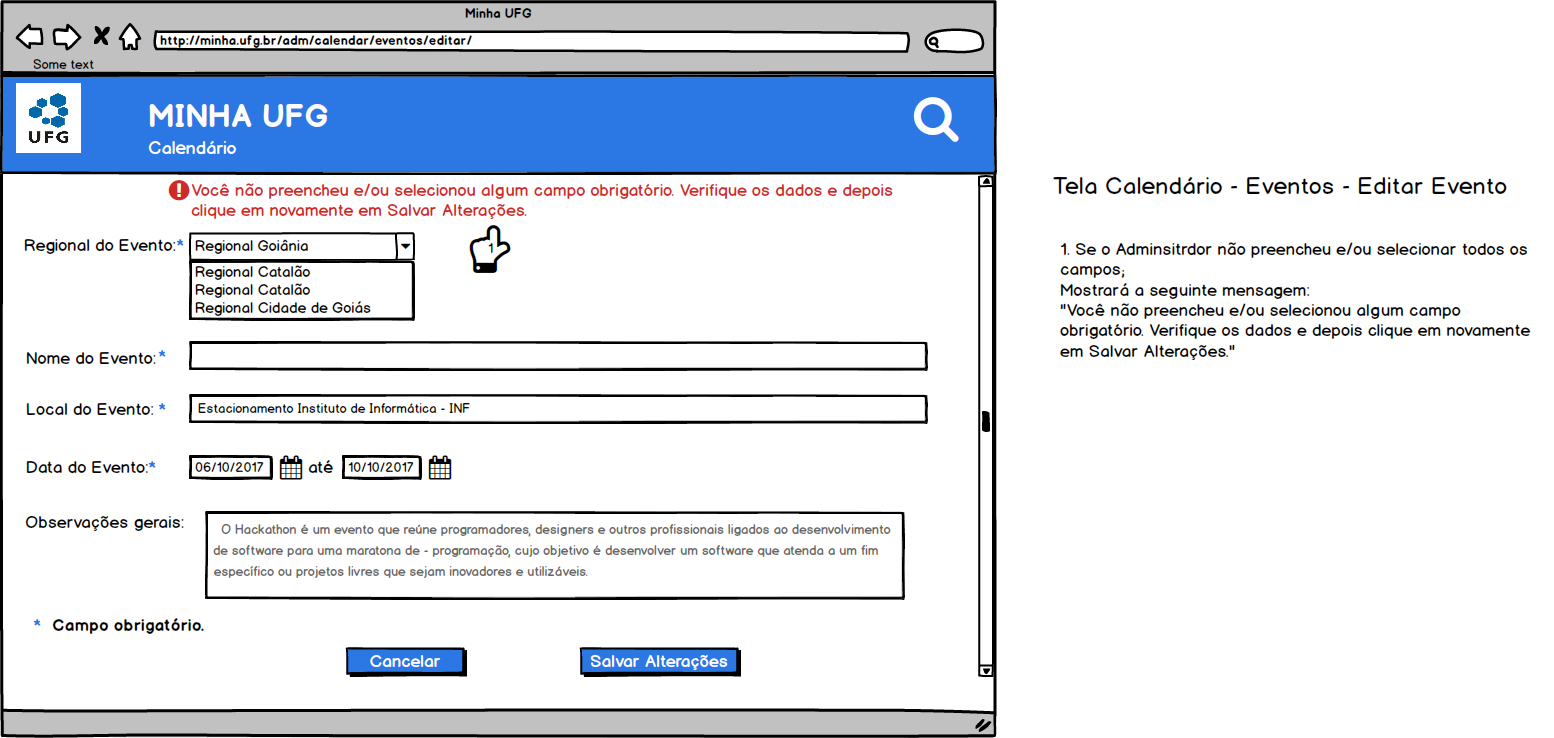 Minha UFG
http://minha.ufg.br/adm/calendar/eventos/editar/
Some text
UFG
MINHA UFG
Calendário
Você não preencheu e/ou selecionou algum campo obrigatório. Verifique os dados e depois
clique em novamente em Salvar Alterações.
Regional do Evento:* Regional Goiânia
1
Regional Catalão
Regional Catalão
Regional Cidade de Goiás
Nome do Evento: *
Local do Evento: * Estacionamento Instituto de Informática - INF
Data do Evento:* 06/10/2017 até 10/10/2017
Observações gerais:
O Hackathon é um evento que reúne programadores, designers e outros profissionais ligados ao desenvolvimento
de software para uma maratona de - programação, cujo objetivo é desenvolver um software que atenda a um fim
específico ou projetos livres que sejam inovadores e utilizáveis.
* Campo obrigatório.
Cancelar Salvar Alterações
Tela Calendário - Eventos - Editar Evento
1. Se o Adminsitrdor não preencheu e/ou selecionar todos os
campos;
Mostrará a seguinte mensagem:
"Você não preencheu e/ou selecionou algum campo
obrigatório. Verifique os dados e depois clique em novamente
em Salvar Alterações."